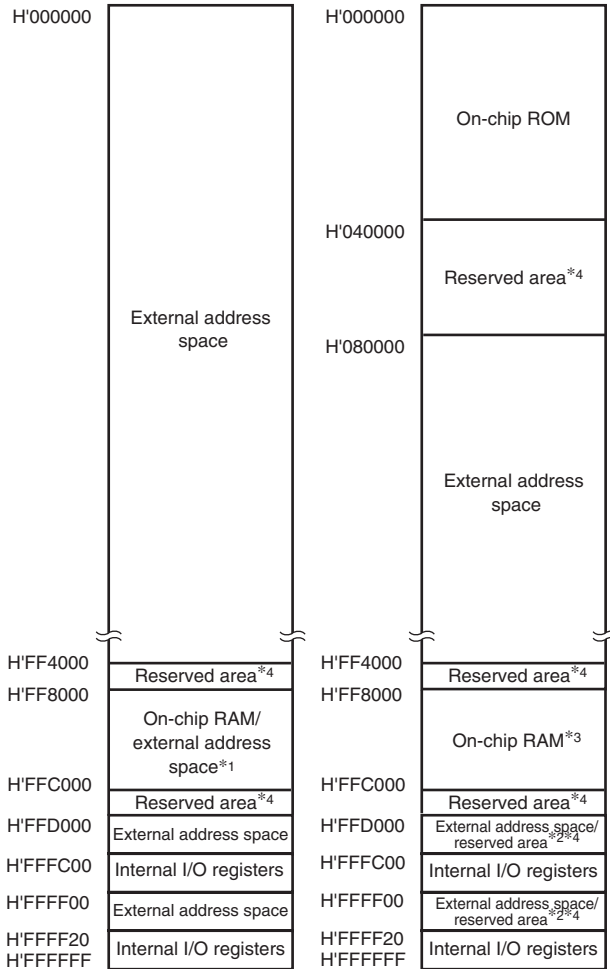 H'000000
External address
space
H'FF4000
Reserved area*4
H'FF8000
On-chip RAM/
external address
space*1
H'FFC000
Reserved area*4
H'FFD000
External address space
H'FFFC00
Internal I/O registers
H'FFFF00
External address space
H'FFFF20
Internal I/O registers
H'FFFFFF
H'000000
On-chip ROM
H'040000
Reserved area*4
H'080000
External address
space
H'FF4000
Reserved area*4
H'FF8000
On-chip RAM*3
H'FFC000
Reserved area*4
H'FFD000
External address space/
reserved area*2*4
H'FFFC00
Internal I/O registers
H'FFFF00
External address space/
reserved area*2*4
H'FFFF20
Internal I/O registers
H'FFFFFF